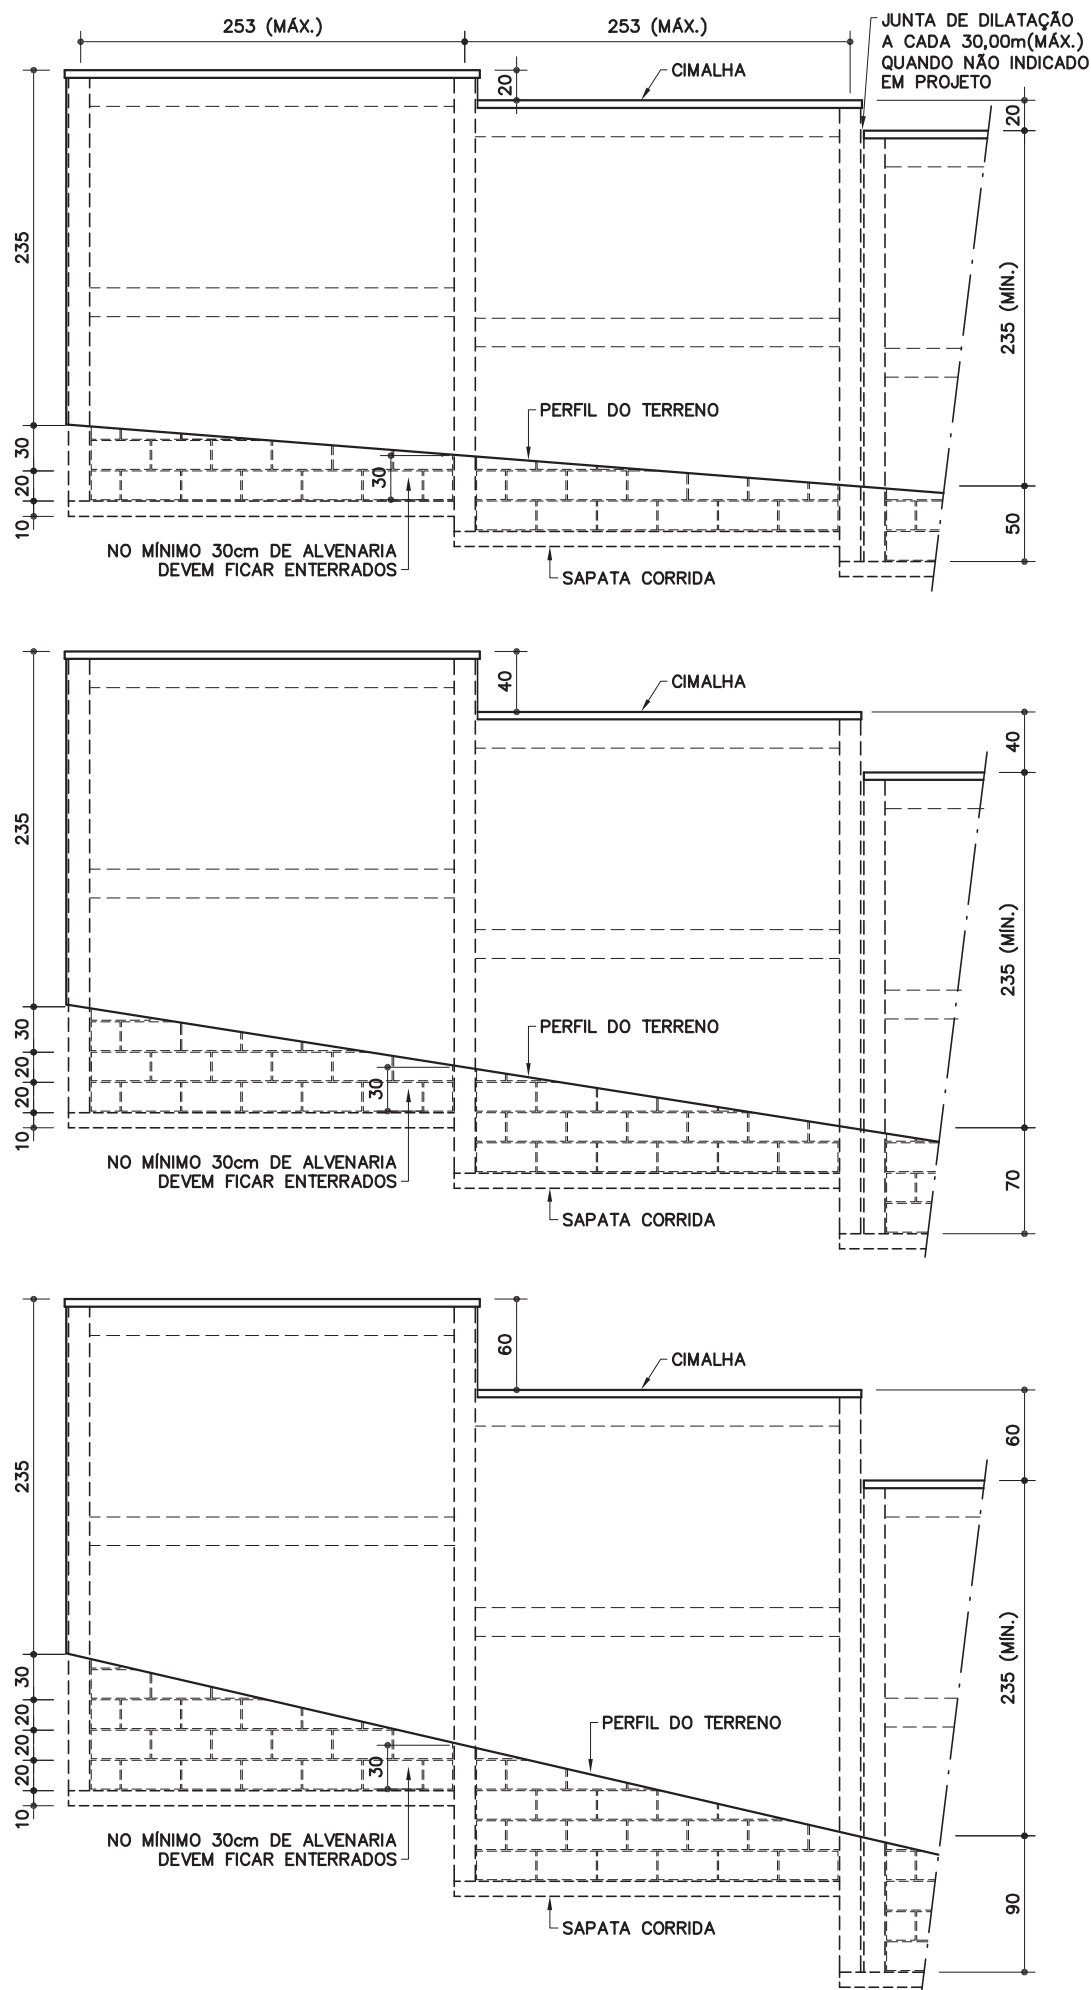 253 (MÁX.)
253 (MÁX.)
JUNTA DE DILATAÇÃO
A CADA 30,00m(MÁX.)
QUANDO NÃO INDICADO
EM PROJETO
20
CIMALHA
20
235
235 (MÍN.)
PERFIL DO TERRENO
30
30
20
10
50
NO MÍNIMO 30cm DE ALVENARIA
DEVEM FICAR ENTERRADOS
SAPATA CORRIDA
40
CIMALHA
40
235
235 (MÍN.)
PERFIL DO TERRENO
30
20
30
20
10
NO MÍNIMO 30cm DE ALVENARIA
DEVEM FICAR ENTERRADOS
70
SAPATA CORRIDA
60
CIMALHA
60
235
235 (MÍN.)
30
PERFIL DO TERRENO
20
20
30
20
10
NO MÍNIMO 30cm DE ALVENARIA
DEVEM FICAR ENTERRADOS
90
SAPATA CORRIDA